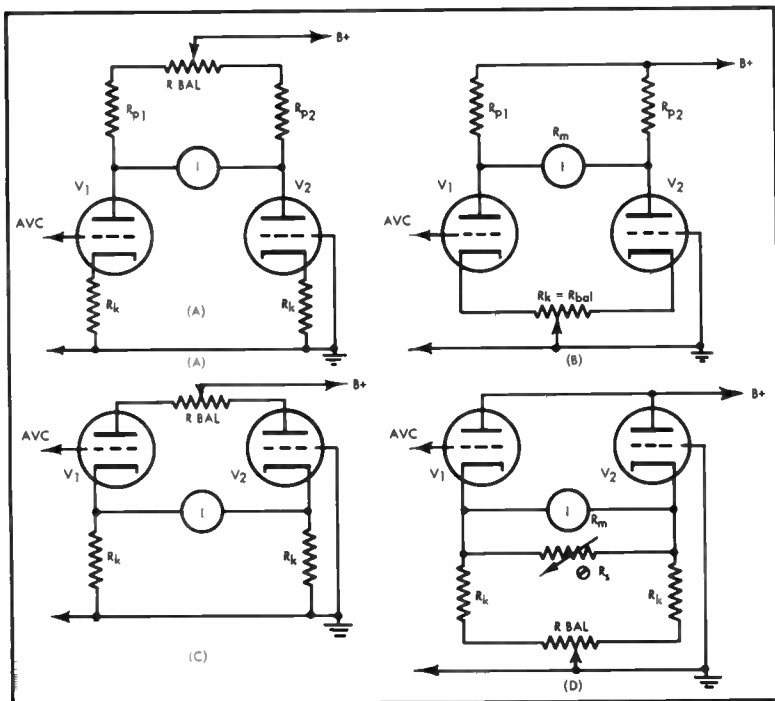 B+
R BAL
Rp1
Rp2
I
V1
V2
AVC
Rk
Rk
(A)
(A)
B+
Rp1
Rp2
Rm
I
V1
V2
AVC
Rk = Rbal
(B)
B+
R BAL
AVC
V1
V2
I
Rk
Rk
(C)
B+
AVC
V1
V2
I
Rm
Rs
Rk
Rk
R BAL
(D)